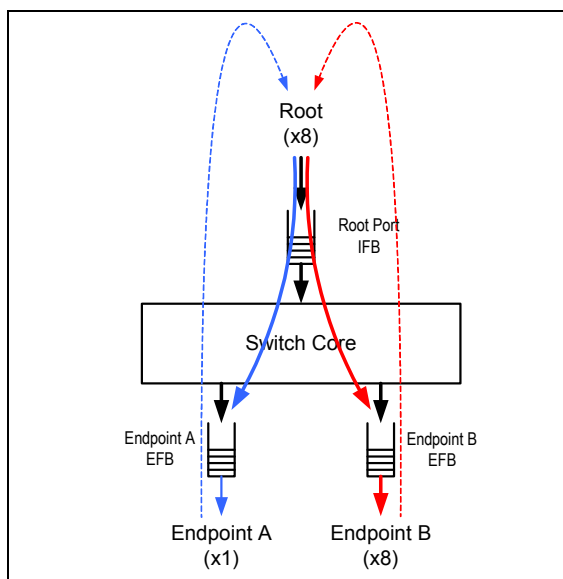 Root
(x8)
Root Port
IFB
Switch Core
Endpoint A
EFB
Endpoint B
EFB
Endpoint A
(x1)
Endpoint B
(x8)